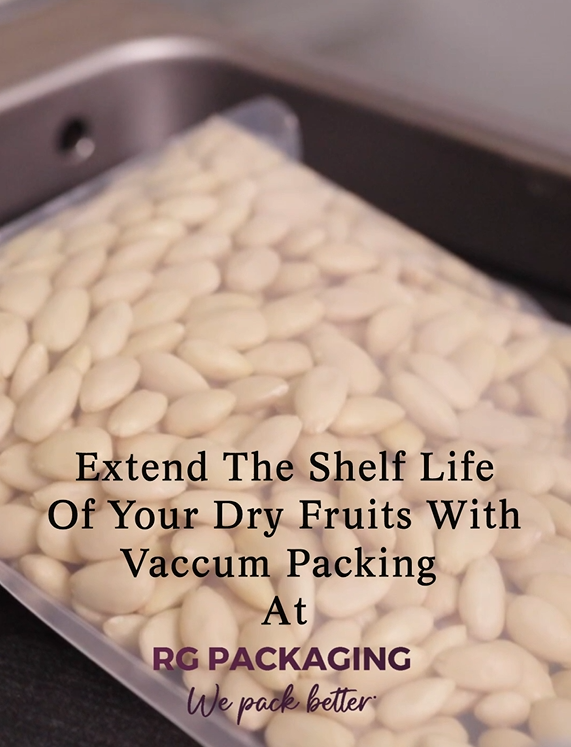 Extend The Shelf Life
Of Your Dry Fruits With
Vaccum Packing
At
RG PACKAGING
We pack better.